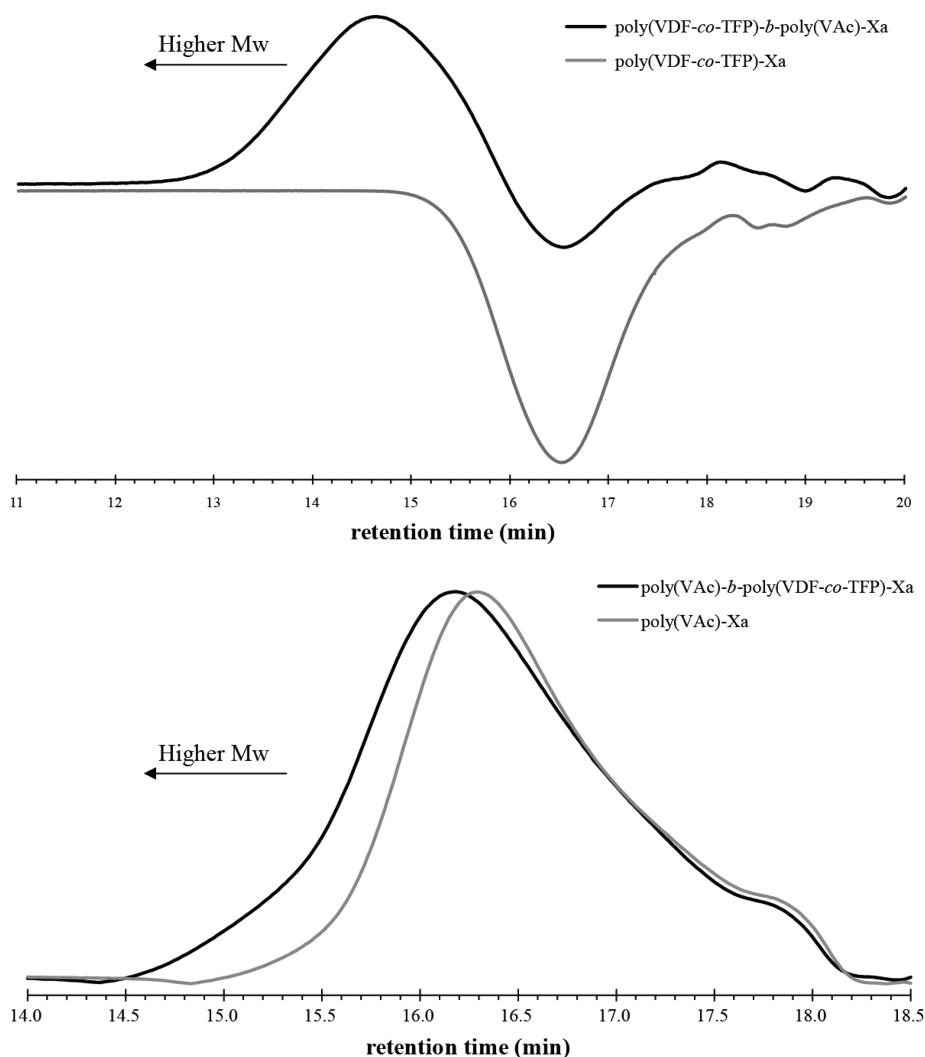 Higher Mw
poly(VDF-co-TFP)-b-poly(VAc)-Xa
poly(VDF-co-TFP)-Xa
11 12 13 14 15 16 17 18 19 20
retention time (min)
poly(VAc)-b-poly(VDF-co-TFP)-Xa
poly(VAc)-Xa
Higher Mw
14.0 14.5 15.0 15.5 16.0 16.5 17.0 17.5 18.0 18.5
retention time (min)